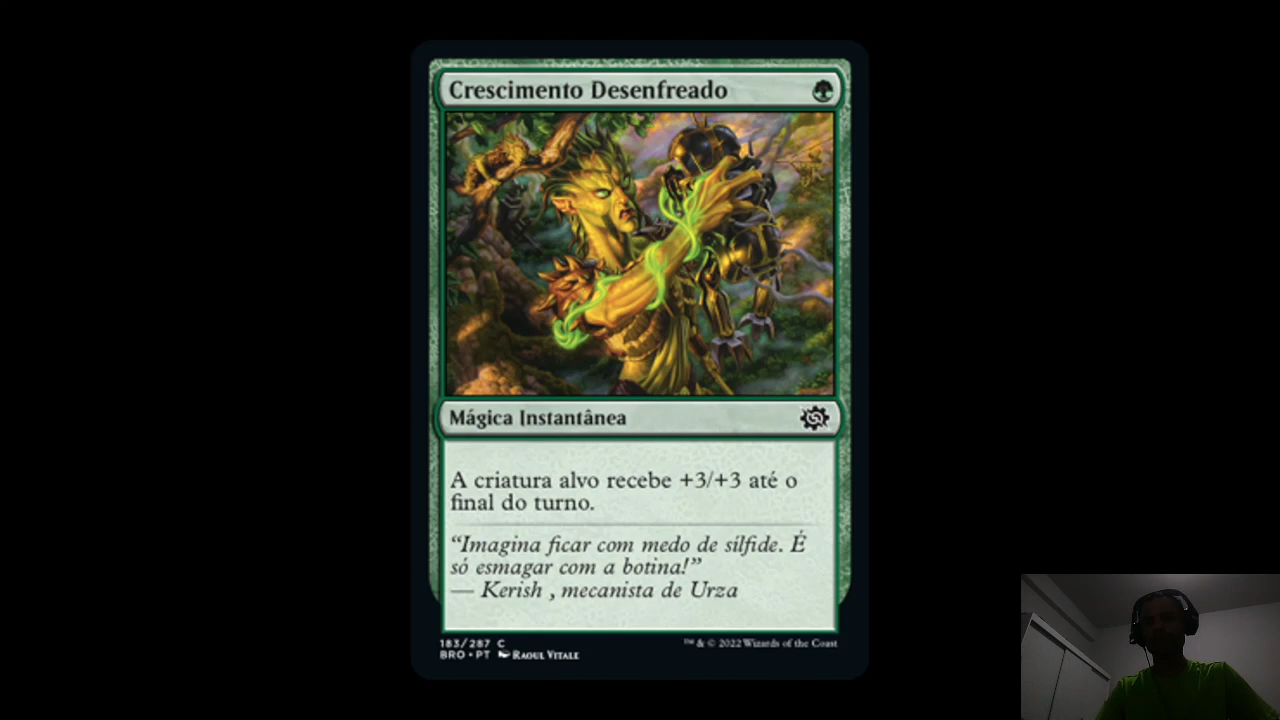 Crescimento Desenfreado
Mágica Instantânea
A criatura alvo recebe +3/+3 até o
final do turno.
“Imagina ficar com medo de sílfide. É
só esmagar com a botina!”
— Kerish , mecanista de Urza
183/287 C
BRO • PT Raoul Vitale
™ & © 2022 Wizards of the Coast